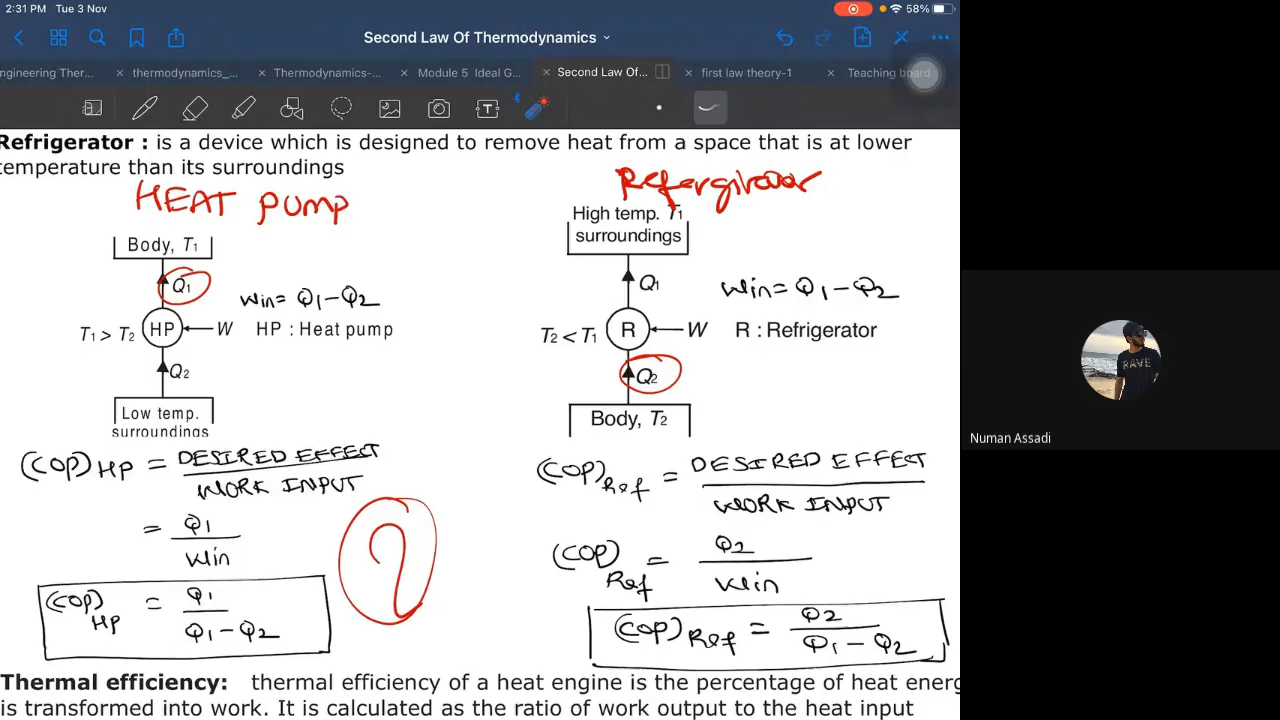 2:31 PM Tue 3 Nov
58%
Second Law Of Thermodynamics
ngineering Ther...
thermodynamics_...
Thermodynamics-...
Module 5 Ideal G...
Second Law Of...
first law theory-1
Teaching board
Refrigerator : is a device which is designed to remove heat from a space that is at lower
temperature than its surroundings
HEAT PUMP
Refergirator
Body, T1
Q1
Win = Q1 - Q2
T1 > T2
HP
W
HP : Heat pump
Q2
Low temp.
surroundings
High temp. T1
surroundings
Q1
Win = Q1 - Q2
T2 < T1
R
W
R : Refrigerator
Q2
Body, T2
(COP)HP = DESIRED EFFECT
WORK INPUT
= Q1
Win
(COP)HP = Q1
Q1 - Q2
?
(COP)Ref = DESIRED EFFECT
WORK INPUT
(COP)Ref = Q2
Win
(COP)Ref = Q2
Q1 - Q2
Thermal efficiency: thermal efficiency of a heat engine is the percentage of heat energ
is transformed into work. It is calculated as the ratio of work output to the heat input
RAVE
Numan Assadi